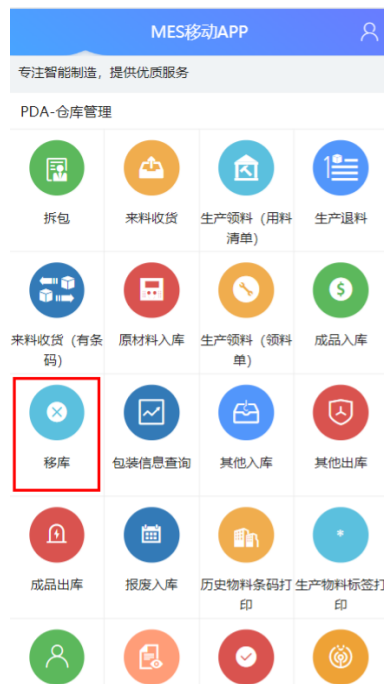 MES移动APP
专注智能制造，提供优质服务
PDA-仓库管理
拆包
来料收货
生产领料（用料
清单）
生产退料
来料收货（有条
码）
原材料入库
生产领料（领料
单）
成品入库
移库
包装信息查询
其他入库
其他出库
成品出库
报废入库
历史物料条码打
印
生产物料标签打
印